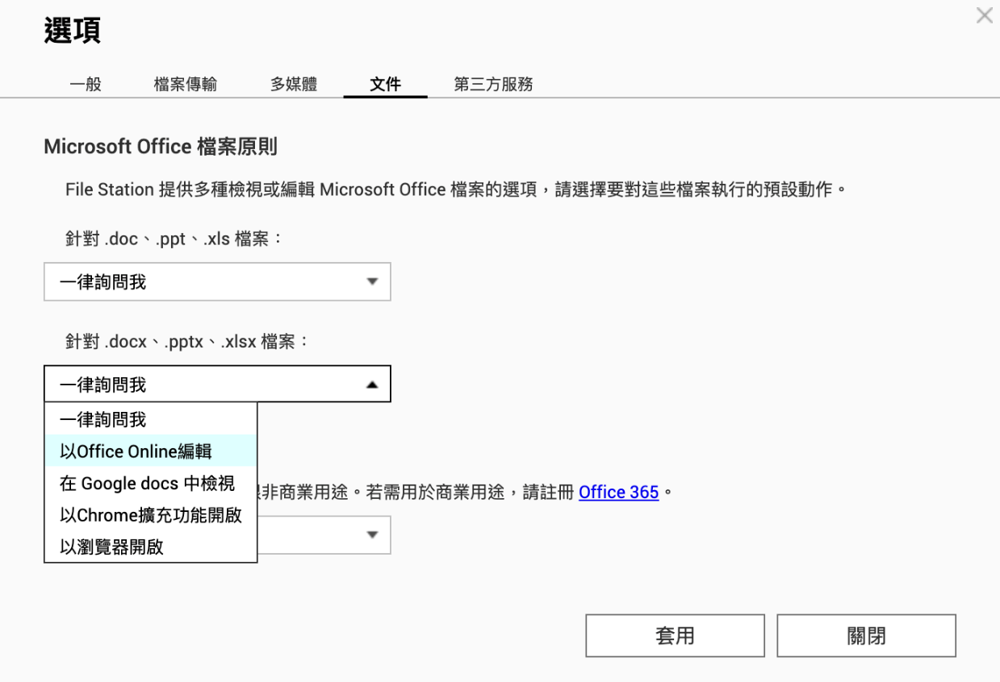 選項
一般 檔案傳輸 多媒體 文件 第三方服務
Microsoft Office 檔案原則
File Station 提供多種檢視或編輯 Microsoft Office 檔案的選項，請選擇要對這些檔案執行的預設動作。
針對 .doc、.ppt、.xls 檔案：
一律詢問我
針對 .docx、.pptx、.xlsx 檔案：
一律詢問我
一律詢問我
以Office Online編輯
在 Google docs 中檢視
非商業用途。若需用於商業用途，請註冊 Office 365。
以Chrome擴充功能開啟
以瀏覽器開啟
套用 關閉